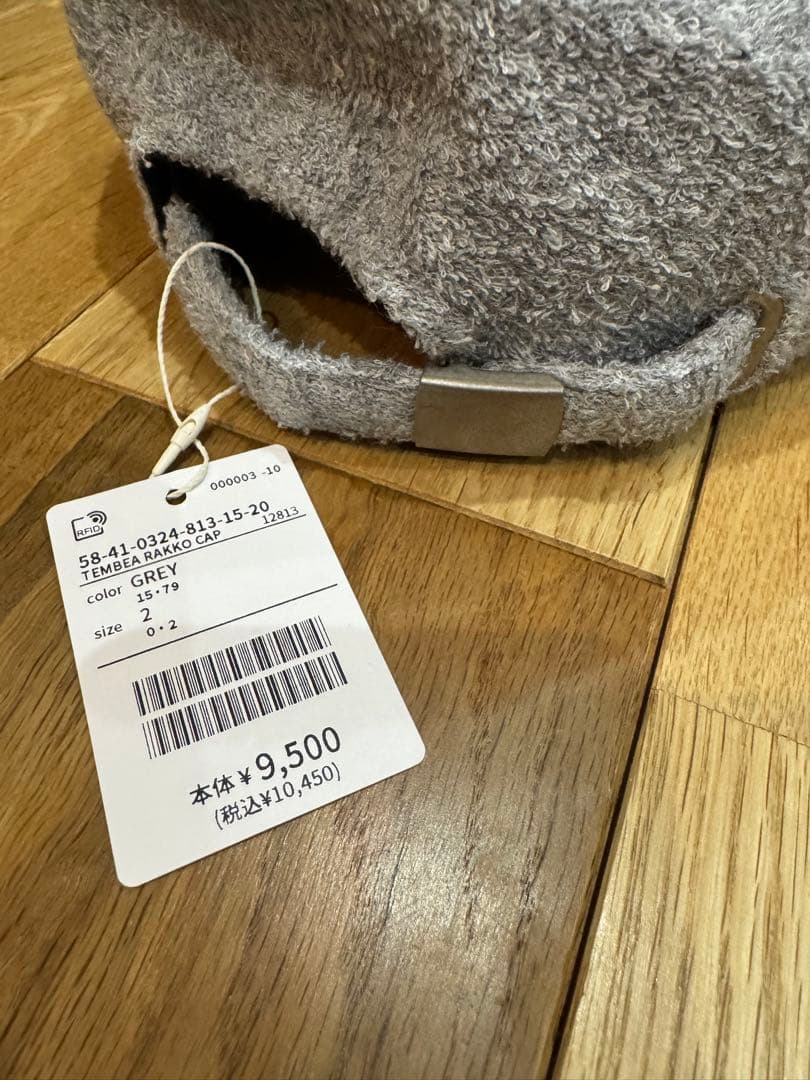 000003 -10
RFID
58-41-0324-813-15-20
TEMBEA RAKKO CAP 12813
color GREY
15・79
size 2
0・2
本体¥9,500
(税込¥10,450)